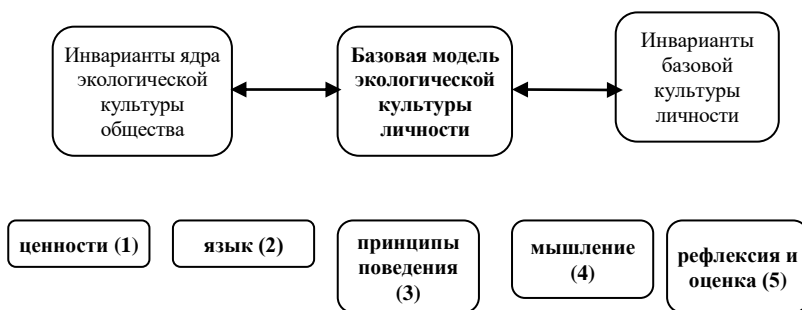 Инварианты ядра
экологической
культуры
общества
Базовая модель
экологической
культуры
личности
Инварианты
базовой
культуры
личности
ценности (1)
язык (2)
принципы
поведения
(3)
мышление
(4)
рефлексия и
оценка (5)